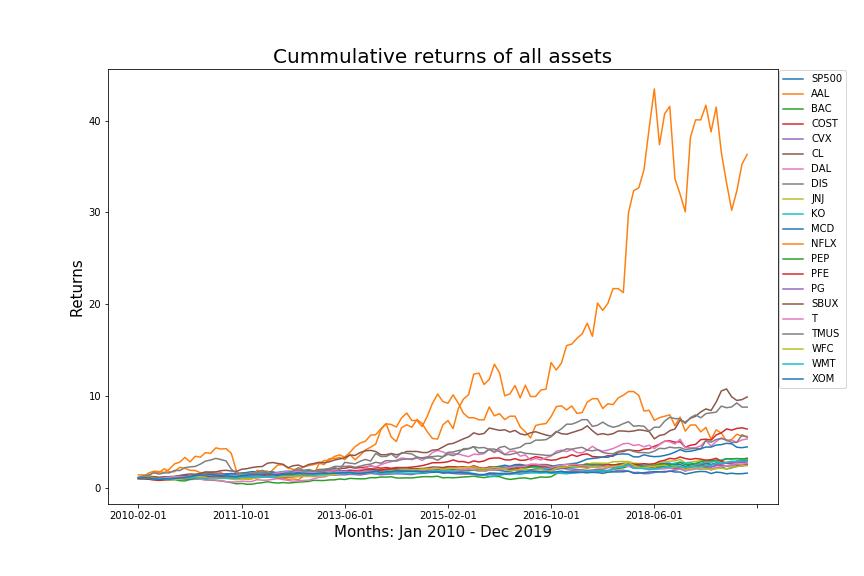 Cummulative returns of all assets
Returns
40
30
20
10
0
2010-02-01 2011-10-01 2013-06-01 2015-02-01 2016-10-01 2018-06-01
Months: Jan 2010 - Dec 2019
SP500
AAL
BAC
COST
CVX
CL
DAL
DIS
JNJ
KO
MCD
NFLX
PEP
PFE
PG
SBUX
T
TMUS
WFC
WMT
XOM